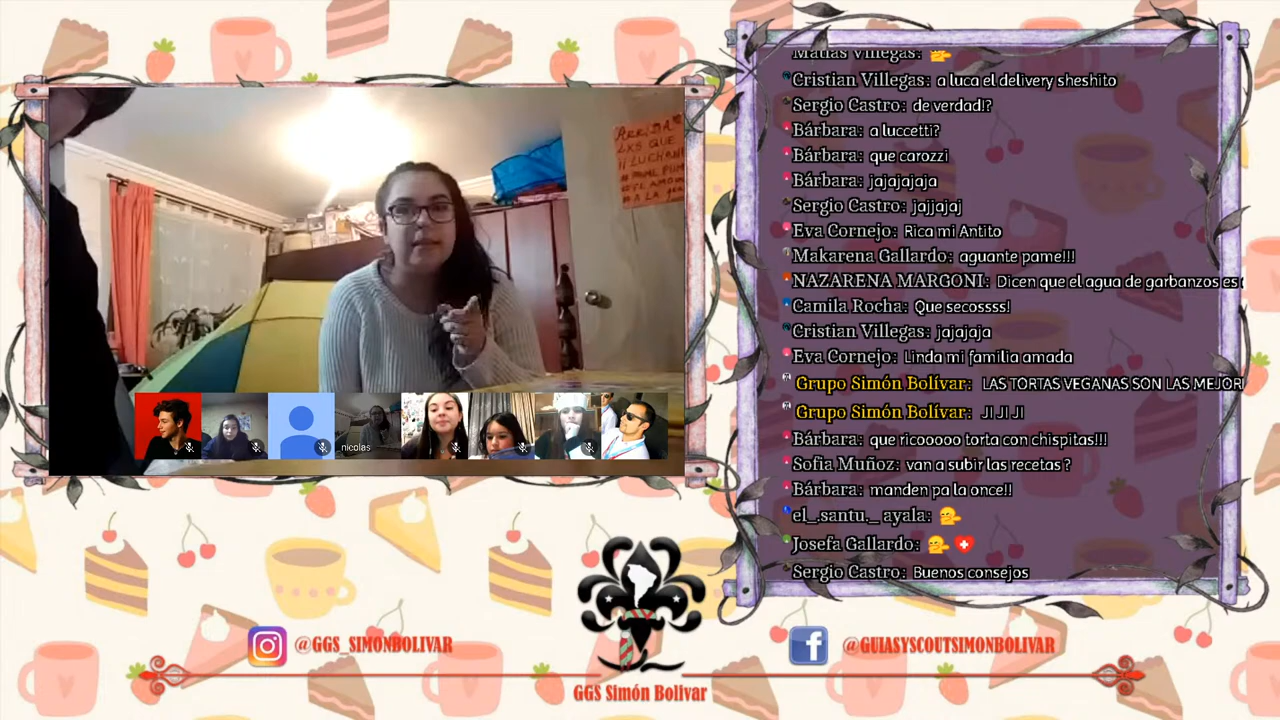 ARRIBA
LKS QUE
nicolas
Matías Villegas:
Cristian Villegas: a luca el delivery sheshito
Sergio Castro: de verdad!?
Bárbara: a luccetti?
Bárbara: que carozzi
Bárbara: jajajajaja
Sergio Castro: jajjajaj
Eva Cornejo: Rica mi Antito
Makarena Gallardo: aguante pame!!!
NAZARENA MARGONI: Dicen que el agua de garbanzos es
Camila Rocha: Que secossss!
Cristian Villegas: jajajaja
Eva Cornejo: Linda mi familia amada
Grupo Simón Bolívar: LAS TORTAS VEGANAS SON LAS MEJOR
Grupo Simón Bolívar: JI JI JI
Bárbara: que ricooooo torta con chispitas!!!
Sofia Muñoz: van a subir las recetas ?
Bárbara: manden pa la once!!
el_.santu._ ayala:
Josefa Gallardo:
Sergio Castro: Buenos consejos
@GGS_SIMONBOLIVAR
@GUIASYSCOUTSIMONBOLIVAR
GGS Simón Bolívar